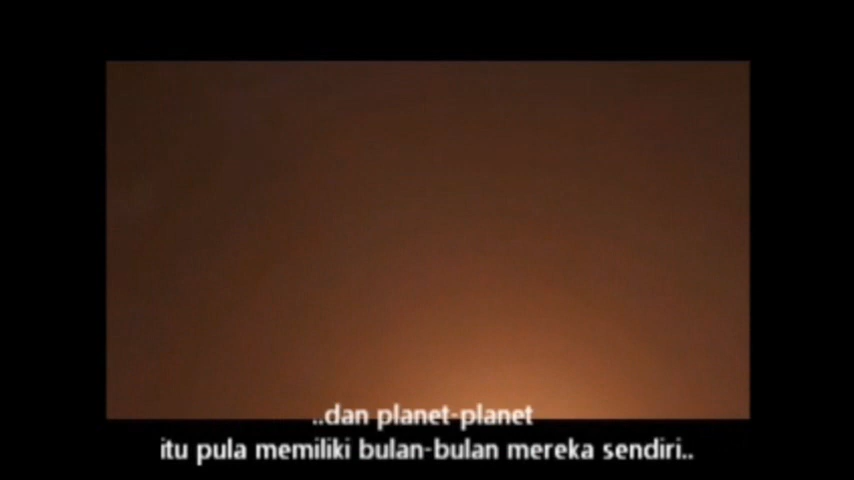 ..dan planet-planet
itu pula memiliki bulan-bulan mereka sendiri..